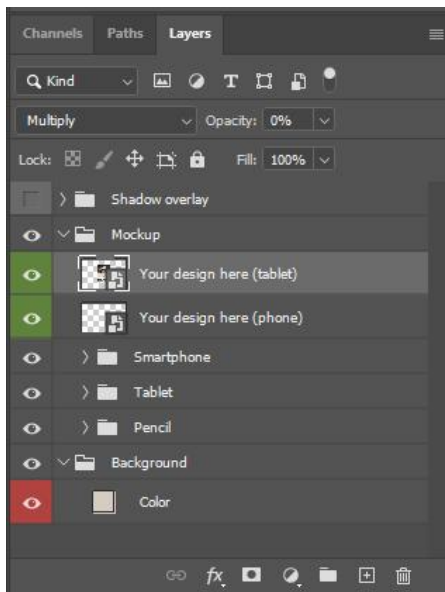 Channels Paths Layers
Kind
Multiply Opacity: 0%
Lock: Fill: 100%
Shadow overlay
Mockup
Your design here (tablet)
Your design here (phone)
Smartphone
Tablet
Pencil
Background
Color
fx